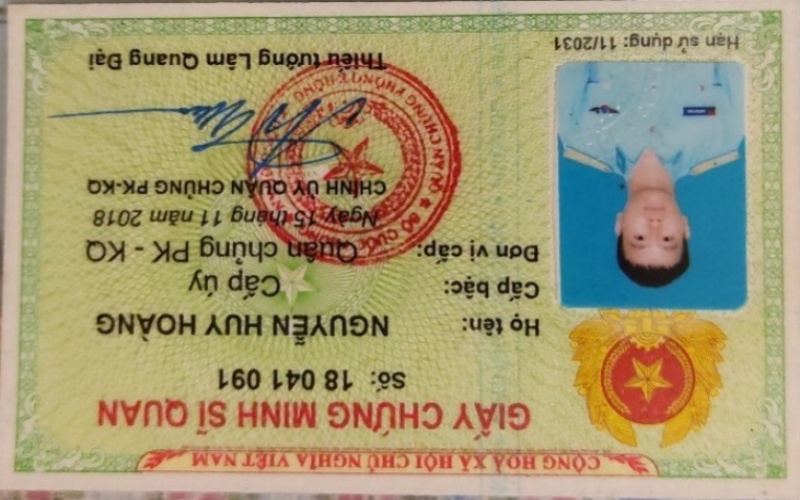 CỘNG HOÀ XÃ HỘI CHỦ NGHĨA VIỆT NAM
GIẤY CHỨNG MINH SĨ QUAN
Số: 18 041 091
Họ tên: NGUYỄN HUY HOÀNG
Cấp bậc: Cấp úy
Đơn vị cấp: Quân chủng PK - KQ
Ngày 15 tháng 11 năm 2018
CHÍNH ỦY QUÂN CHỦNG PK-KQ
Thiếu tướng Lâm Quang Đại
Hạn sử dụng: 11/2031